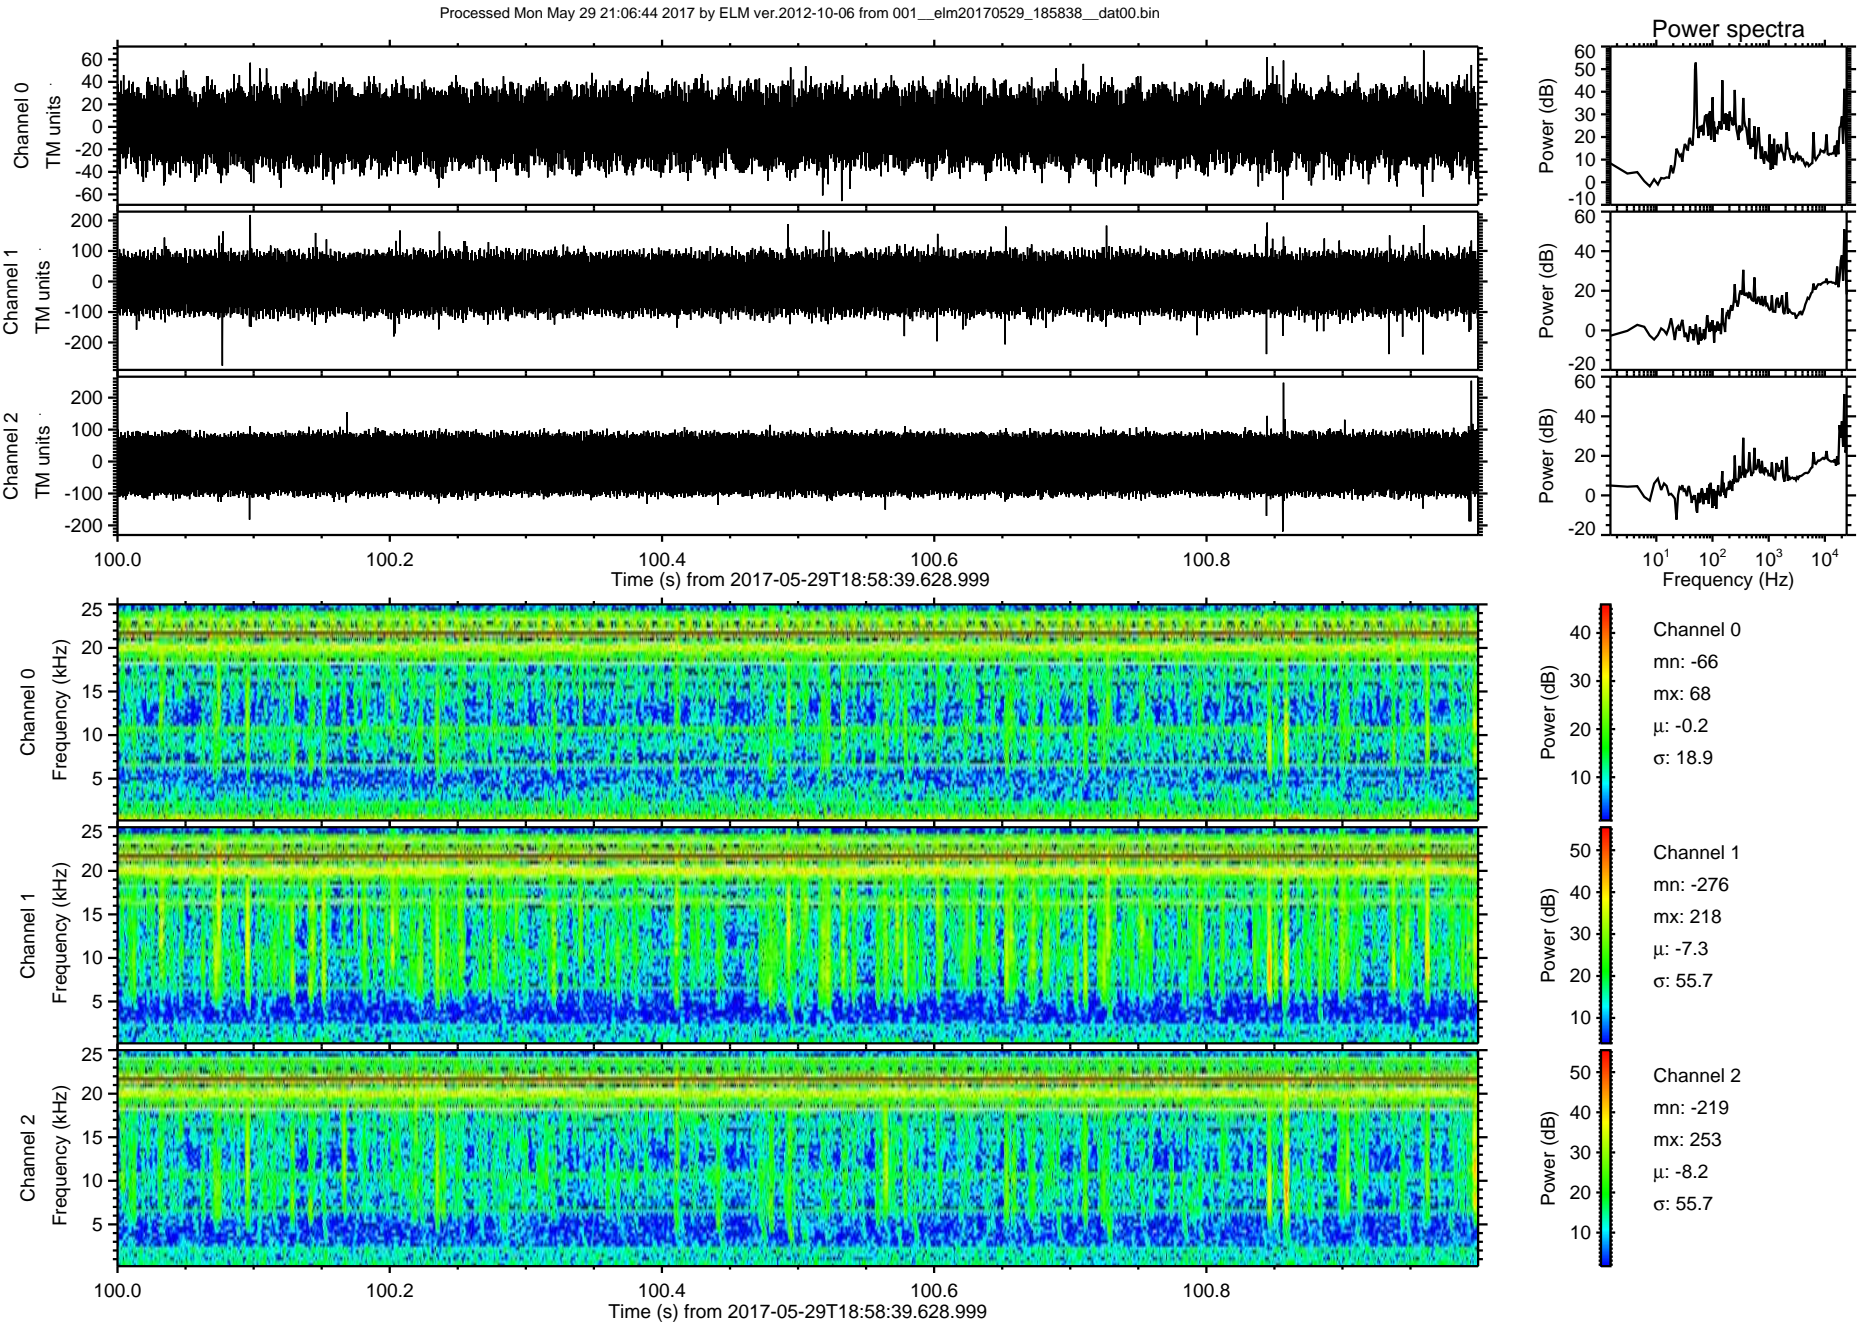 Processed Mon May 29 21:06:44 2017 by ELM ver.2012-10-06 from 001__elm20170529_185838__dat00.bin
Power spectra
Channel 0
TM units
60
40
20
0
-20
-40
-60
Power (dB)
60
50
40
30
20
10
0
-10
Channel 1
TM units
200
100
0
-100
-200
Power (dB)
60
40
20
0
-20
Channel 2
TM units
200
100
0
-100
-200
Power (dB)
60
40
20
0
-20
100.0 100.2 100.4 100.6 100.8
Time (s) from 2017-05-29T18:58:39.628.999
10¹ 10² 10³ 10⁴
Frequency (Hz)
Channel 0
Frequency (kHz)
25
20
15
10
5
Power (dB)
40
30
20
10
Channel 0
mn: -66
mx: 68
μ: -0.2
σ: 18.9
Channel 1
Frequency (kHz)
25
20
15
10
5
Power (dB)
50
40
30
20
10
Channel 1
mn: -276
mx: 218
μ: -7.3
σ: 55.7
Channel 2
Frequency (kHz)
25
20
15
10
5
Power (dB)
50
40
30
20
10
Channel 2
mn: -219
mx: 253
μ: -8.2
σ: 55.7
100.0 100.2 100.4 100.6 100.8
Time (s) from 2017-05-29T18:58:39.628.999